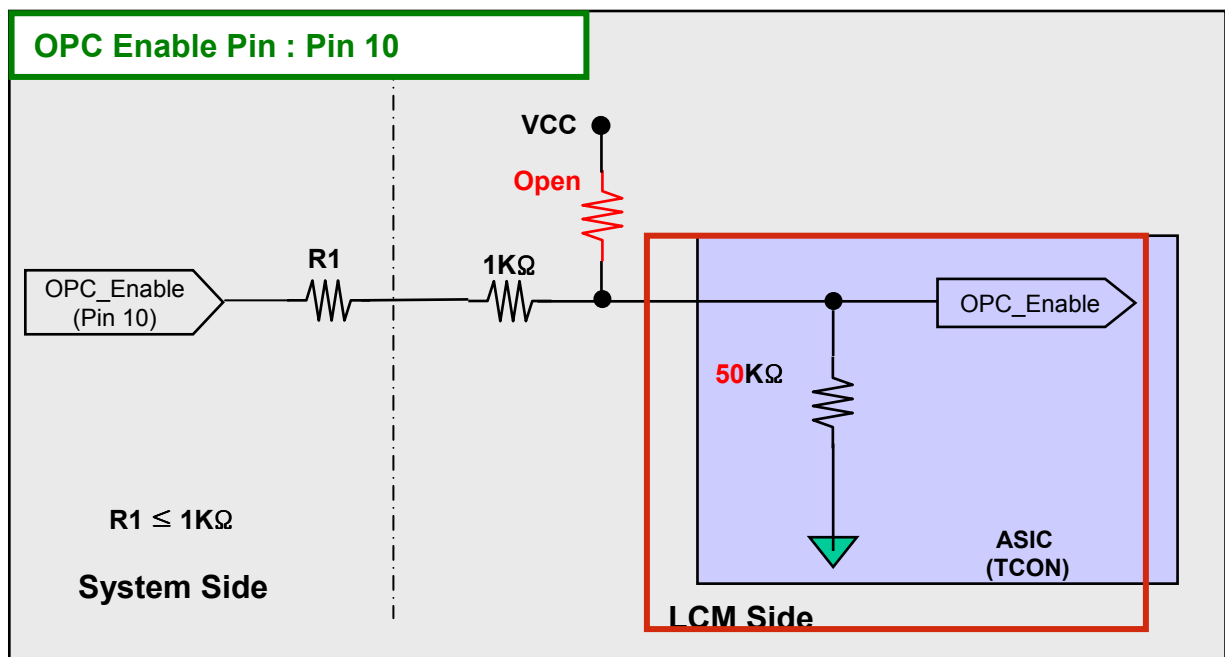 OPC Enable Pin : Pin 10
VCC
Open
R1
1KΩ
OPC_Enable
(Pin 10)
OPC_Enable
50KΩ
R1 ≤ 1KΩ
ASIC
(TCON)
System Side
LCM Side